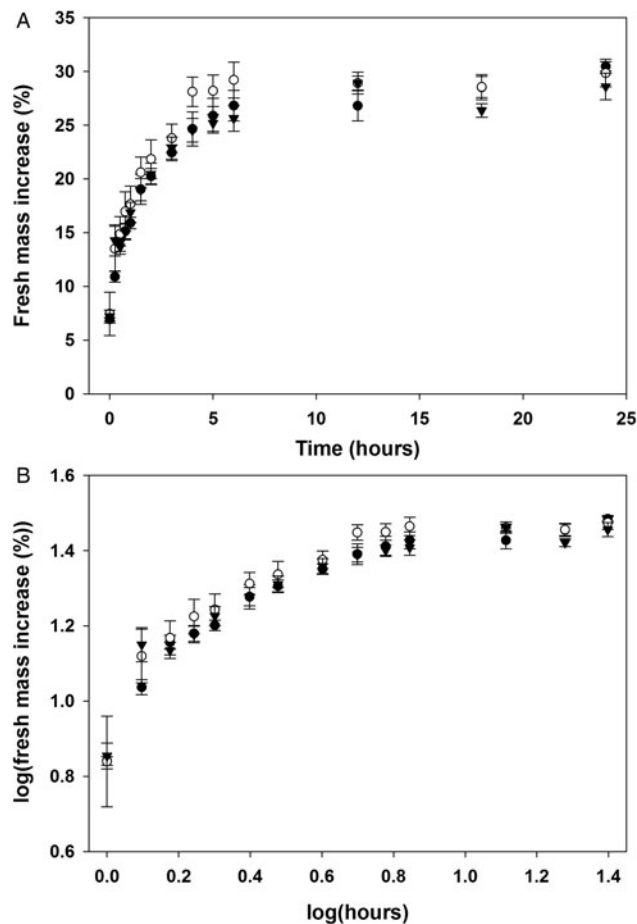 A
Fresh mass increase (%)
35
30
25
20
15
10
5
0
0 5 10 15 20 25
Time (hours)
B
log(fresh mass increase (%))
1.6
1.4
1.2
1.0
0.8
0.6
0.0 0.2 0.4 0.6 0.8 1.0 1.2 1.4
log(hours)